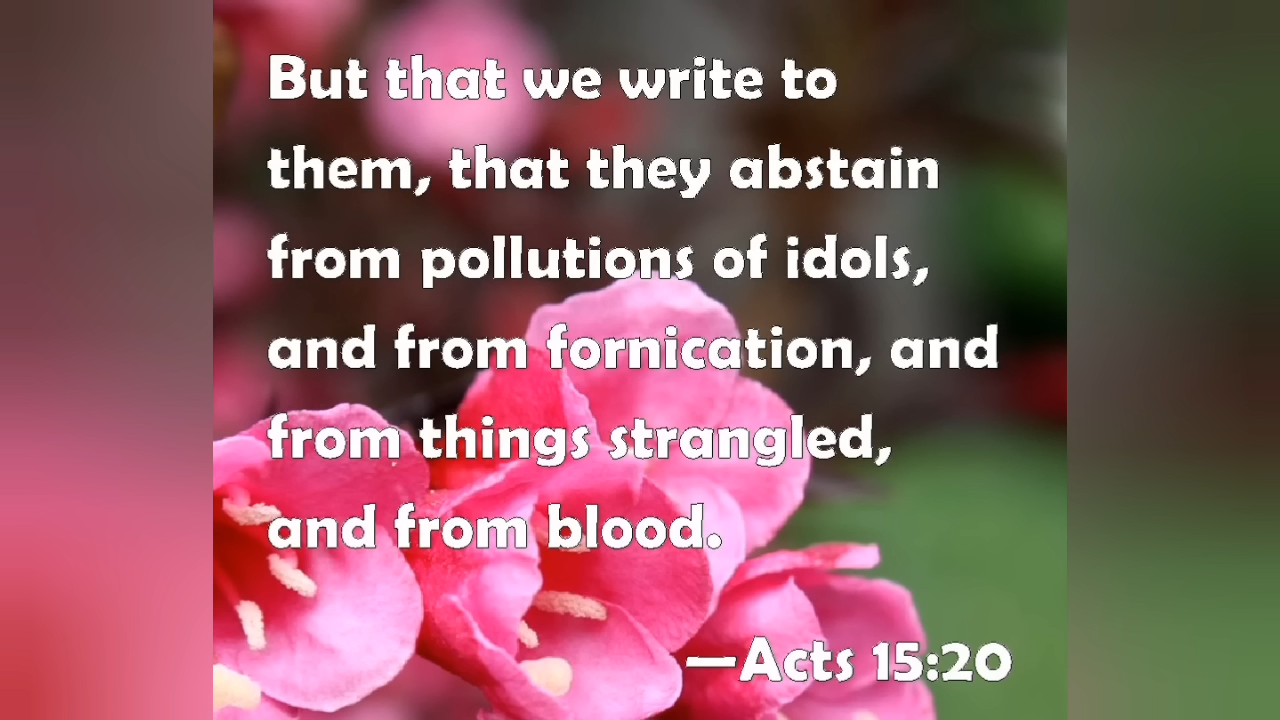 But that we write to
them, that they abstain
from pollutions of idols,
and from fornication, and
from things strangled,
and from blood.
—Acts 15:20